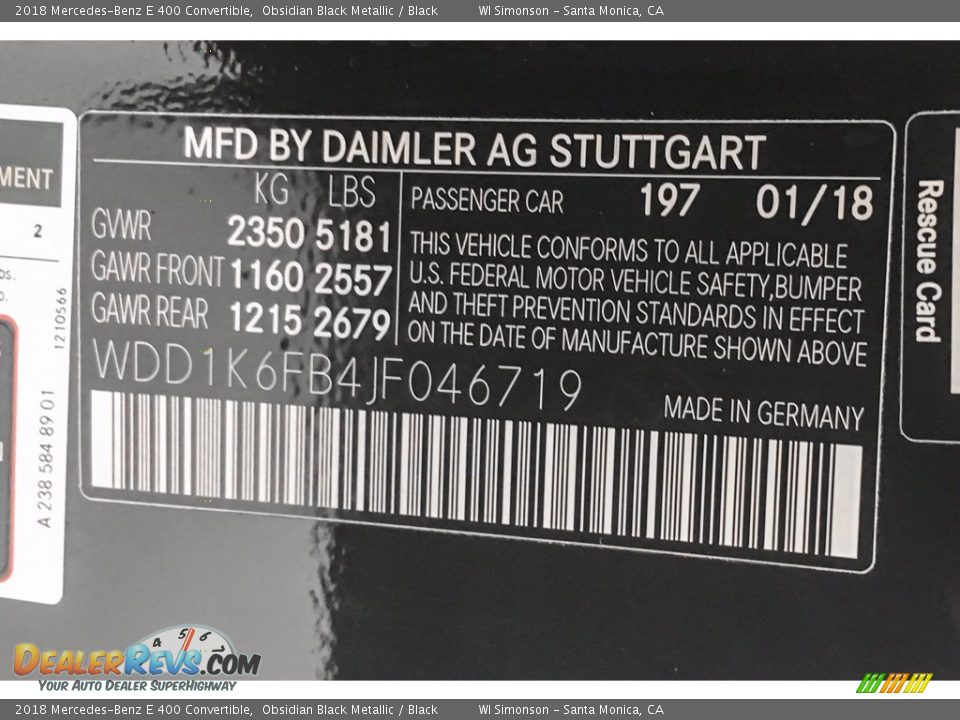 2018 Mercedes-Benz E 400 Convertible, Obsidian Black Metallic / Black WI Simonson - Santa Monica, CA
MENT
2
1210566
A 238 584 89 01
MFD BY DAIMLER AG STUTTGART
KG LBS
GVWR 2350 5181
GAWR FRONT 1160 2557
GAWR REAR 1215 2679
PASSENGER CAR 197 01/18
THIS VEHICLE CONFORMS TO ALL APPLICABLE
U.S. FEDERAL MOTOR VEHICLE SAFETY,BUMPER
AND THEFT PREVENTION STANDARDS IN EFFECT
ON THE DATE OF MANUFACTURE SHOWN ABOVE
WDD1K6FB4JF046719
MADE IN GERMANY
Rescue Card
4 5 6
DEALERREVS.COM
YOUR AUTO DEALER SUPERHIGHWAY
2018 Mercedes-Benz E 400 Convertible, Obsidian Black Metallic / Black WI Simonson - Santa Monica, CA